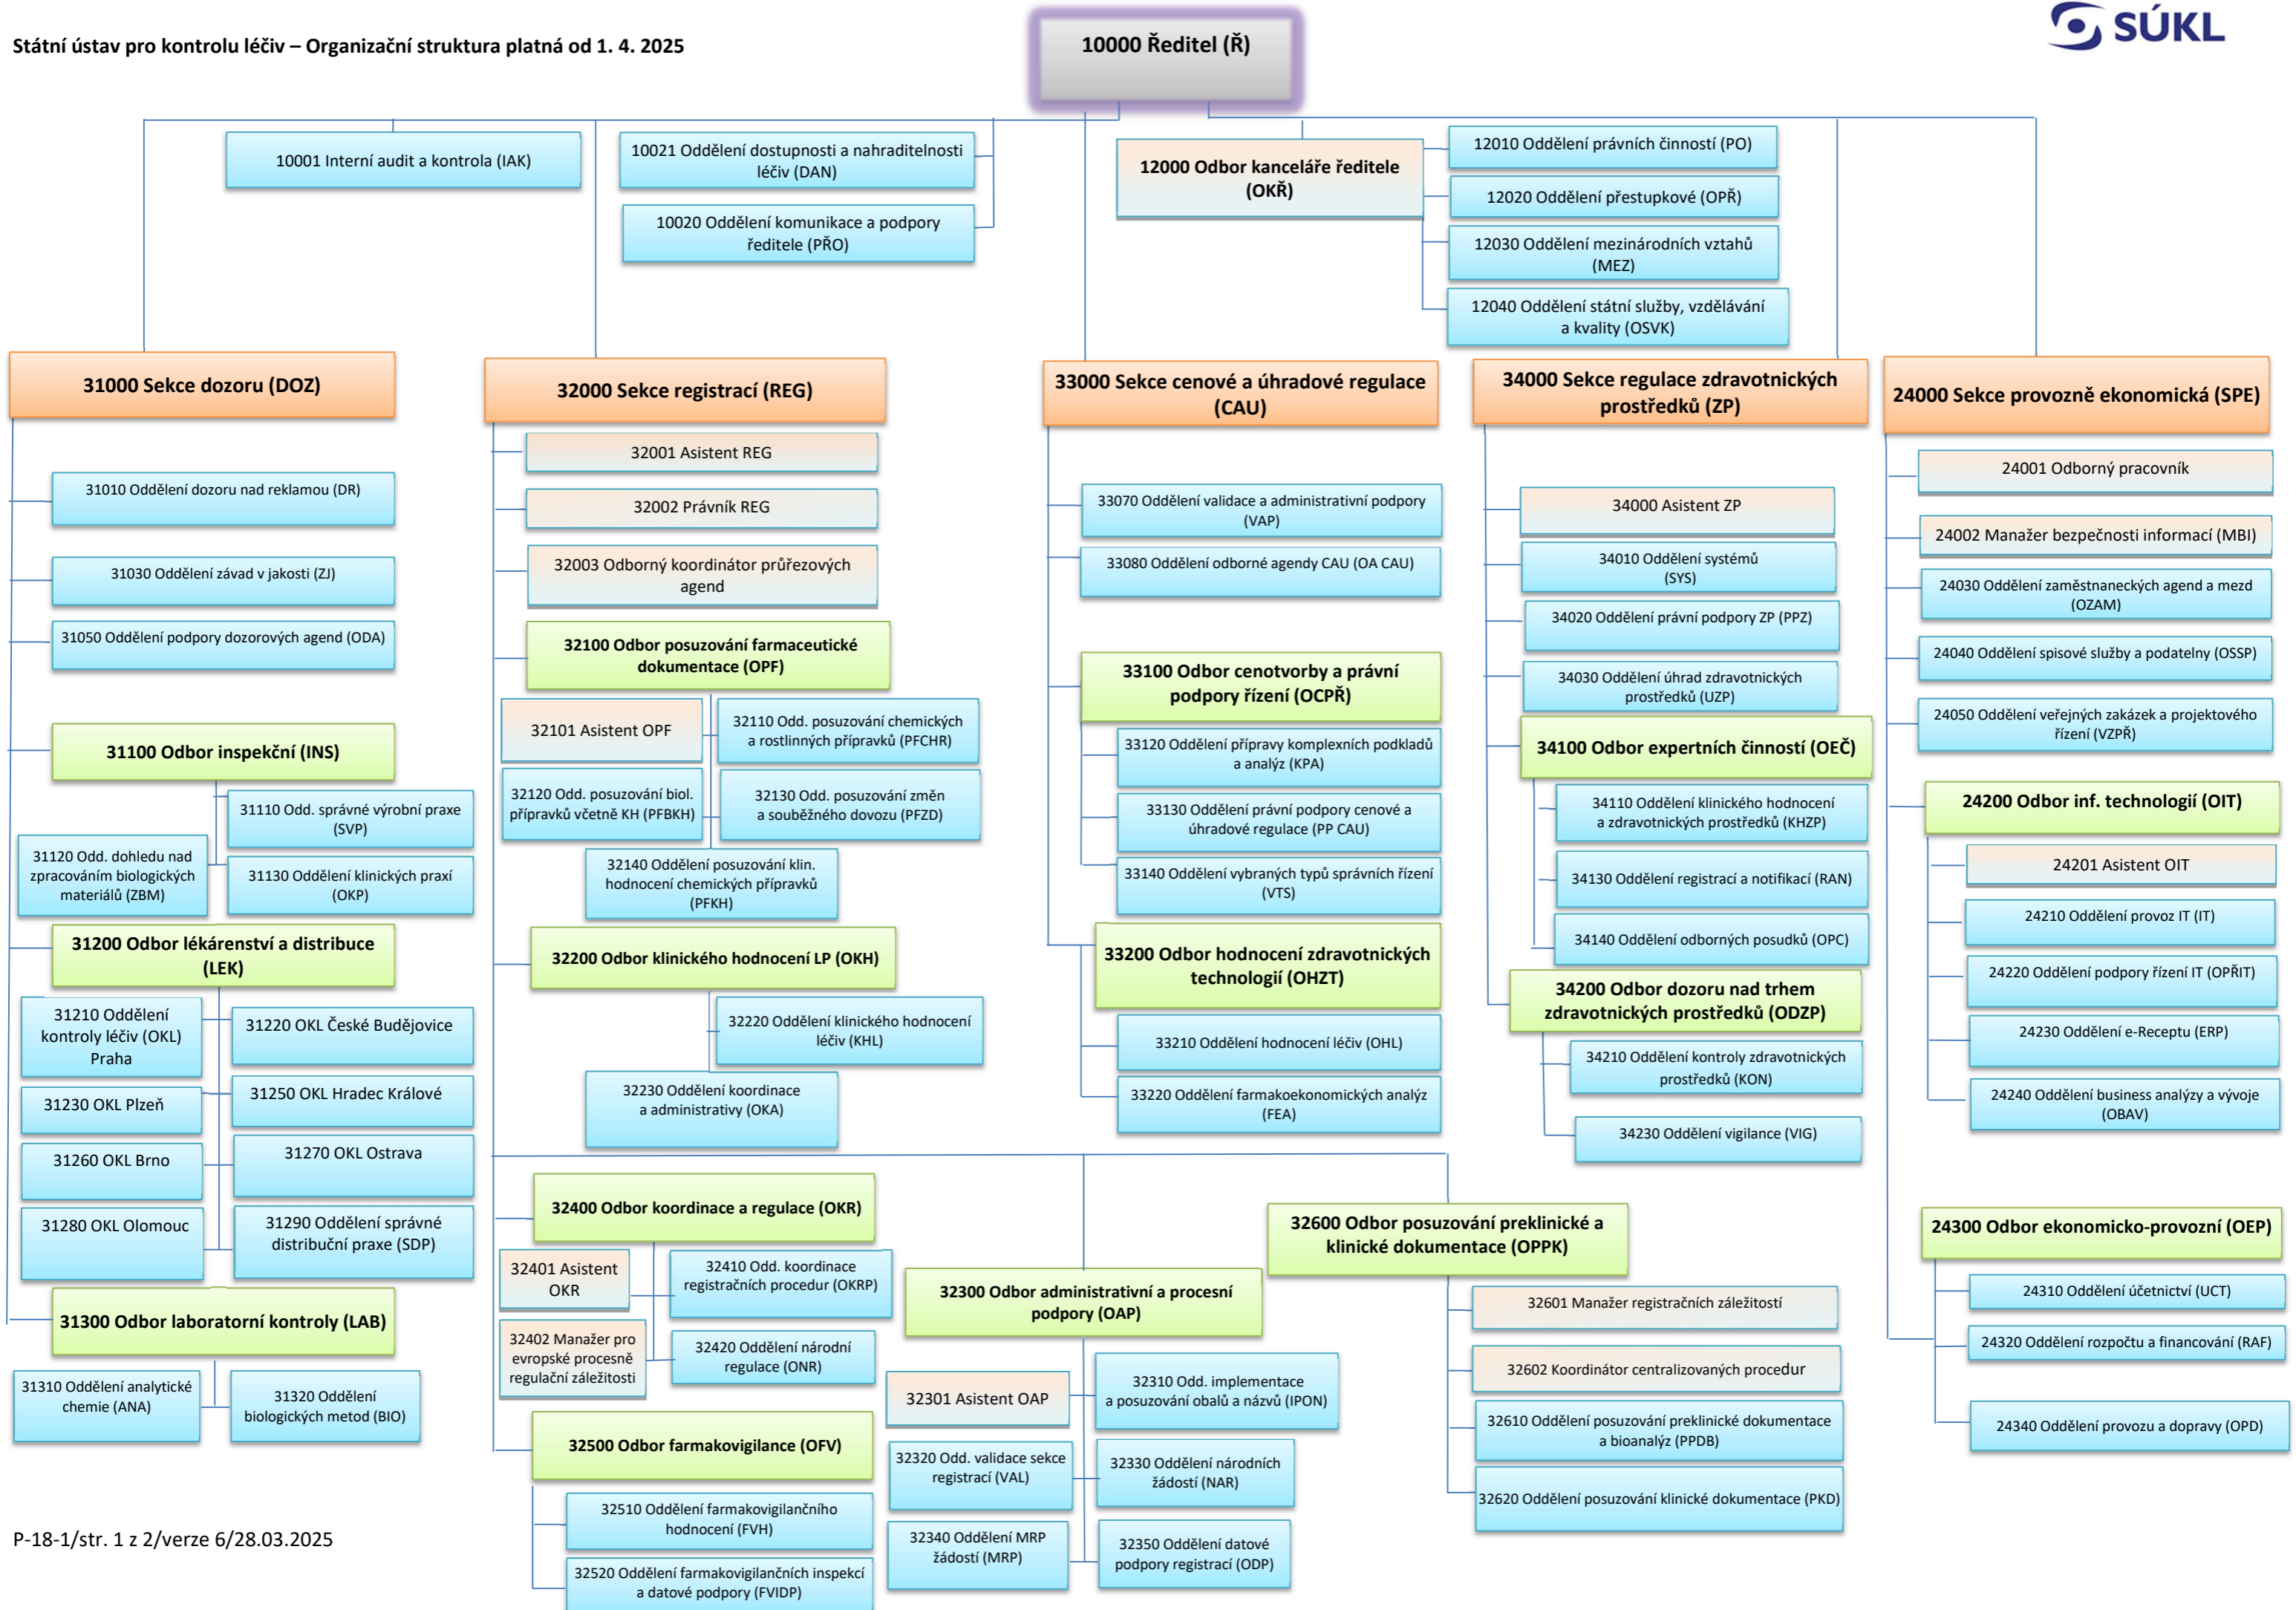 SÚKL
Státní ústav pro kontrolu léčiv – Organizační struktura platná od 1. 4. 2025
10000 Ředitel (Ř)
10001 Interní audit a kontrola (IAK)
10021 Oddělení dostupnosti a nahraditelnosti
léčiv (DAN)
10020 Oddělení komunikace a podpory
ředitele (PŘO)
12000 Odbor kanceláře ředitele
(OKŘ)
12010 Oddělení právních činností (PO)
12020 Oddělení přestupkové (OPŘ)
12030 Oddělení mezinárodních vztahů
(MEZ)
12040 Oddělení státní služby, vzdělávání
a kvality (OSVK)
31000 Sekce dozoru (DOZ)
31010 Oddělení dozoru nad reklamou (DR)
31030 Oddělení závad v jakosti (ZJ)
31050 Oddělení podpory dozorových agend (ODA)
31100 Odbor inspekční (INS)
31110 Odd. správné výrobní praxe
(SVP)
31120 Odd. dohledu nad
zpracováním biologických
materiálů (ZBM)
31130 Oddělení klinických praxí
(OKP)
31200 Odbor lékárenství a distribuce
(LEK)
31210 Oddělení
kontroly léčiv (OKL)
Praha
31220 OKL České Budějovice
31230 OKL Plzeň
31250 OKL Hradec Králové
31260 OKL Brno
31270 OKL Ostrava
31280 OKL Olomouc
31290 Oddělení správné
distribuční praxe (SDP)
31300 Odbor laboratorní kontroly (LAB)
31310 Oddělení analytické
chemie (ANA)
31320 Oddělení
biologických metod (BIO)
32000 Sekce registrací (REG)
32001 Asistent REG
32002 Právník REG
32003 Odborný koordinátor průřezových
agend
32100 Odbor posuzování farmaceutické
dokumentace (OPF)
32101 Asistent OPF
32110 Odd. posuzování chemických
a rostlinných přípravků (PFCHR)
32120 Odd. posuzování biol.
přípravků včetně KH (PFBKH)
32130 Odd. posuzování změn
a souběžného dovozu (PFZD)
32140 Oddělení posuzování klin.
hodnocení chemických přípravků
(PFKH)
32200 Odbor klinického hodnocení LP (OKH)
32220 Oddělení klinického hodnocení
léčiv (KHL)
32230 Oddělení koordinace
a administrativy (OKA)
32400 Odbor koordinace a regulace (OKR)
32401 Asistent
OKR
32410 Odd. koordinace
registračních procedur (OKRP)
32402 Manažer pro
evropské procesně
regulační záležitosti
32420 Oddělení národní
regulace (ONR)
32500 Odbor farmakovigilance (OFV)
32510 Oddělení farmakovigilančního
hodnocení (FVH)
32520 Oddělení farmakovigilančních inspekcí
a datové podpory (FVIDP)
32300 Odbor administrativní a procesní
podpory (OAP)
32301 Asistent OAP
32310 Odd. implementace
a posuzování obalů a názvů (IPON)
32320 Odd. validace sekce
registrací (VAL)
32330 Oddělení národních
žádostí (NAR)
32340 Oddělení MRP
žádostí (MRP)
32350 Oddělení datové
podpory registrací (ODP)
32600 Odbor posuzování preklinické a
klinické dokumentace (OPPK)
32601 Manažer registračních záležitostí
32602 Koordinátor centralizovaných procedur
32610 Oddělení posuzování preklinické dokumentace
a bioanalýz (PPDB)
32620 Oddělení posuzování klinické dokumentace (PKD)
33000 Sekce cenové a úhradové regulace
(CAU)
33070 Oddělení validace a administrativní podpory
(VAP)
33080 Oddělení odborné agendy CAU (OA CAU)
33100 Odbor cenotvorby a právní
podpory řízení (OCPŘ)
33120 Oddělení přípravy komplexních podkladů
a analýz (KPA)
33130 Oddělení právní podpory cenové a
úhradové regulace (PP CAU)
33140 Oddělení vybraných typů správních řízení
(VTS)
33200 Odbor hodnocení zdravotnických
technologií (OHZT)
33210 Oddělení hodnocení léčiv (OHL)
33220 Oddělení farmakoekonomických analýz
(FEA)
34000 Sekce regulace zdravotnických
prostředků (ZP)
34000 Asistent ZP
34010 Oddělení systémů
(SYS)
34020 Oddělení právní podpory ZP (PPZ)
34030 Oddělení úhrad zdravotnických
prostředků (UZP)
34100 Odbor expertních činností (OEČ)
34110 Oddělení klinického hodnocení
a zdravotnických prostředků (KHZP)
34130 Oddělení registrací a notifikací (RAN)
34140 Oddělení odborných posudků (OPC)
34200 Odbor dozoru nad trhem
zdravotnických prostředků (ODZP)
34210 Oddělení kontroly zdravotnických
prostředků (KON)
34230 Oddělení vigilance (VIG)
24000 Sekce provozně ekonomická (SPE)
24001 Odborný pracovník
24002 Manažer bezpečnosti informací (MBI)
24030 Oddělení zaměstnaneckých agend a mezd
(OZAM)
24040 Oddělení spisové služby a podatelny (OSSP)
24050 Oddělení veřejných zakázek a projektového
řízení (VZPŘ)
24200 Odbor inf. technologií (OIT)
24201 Asistent OIT
24210 Oddělení provoz IT (IT)
24220 Oddělení podpory řízení IT (OPŘIT)
24230 Oddělení e-Receptu (ERP)
24240 Oddělení business analýzy a vývoje
(OBAV)
24300 Odbor ekonomicko-provozní (OEP)
24310 Oddělení účetnictví (UCT)
24320 Oddělení rozpočtu a financování (RAF)
24340 Oddělení provozu a dopravy (OPD)
P-18-1/str. 1 z 2/verze 6/28.03.2025